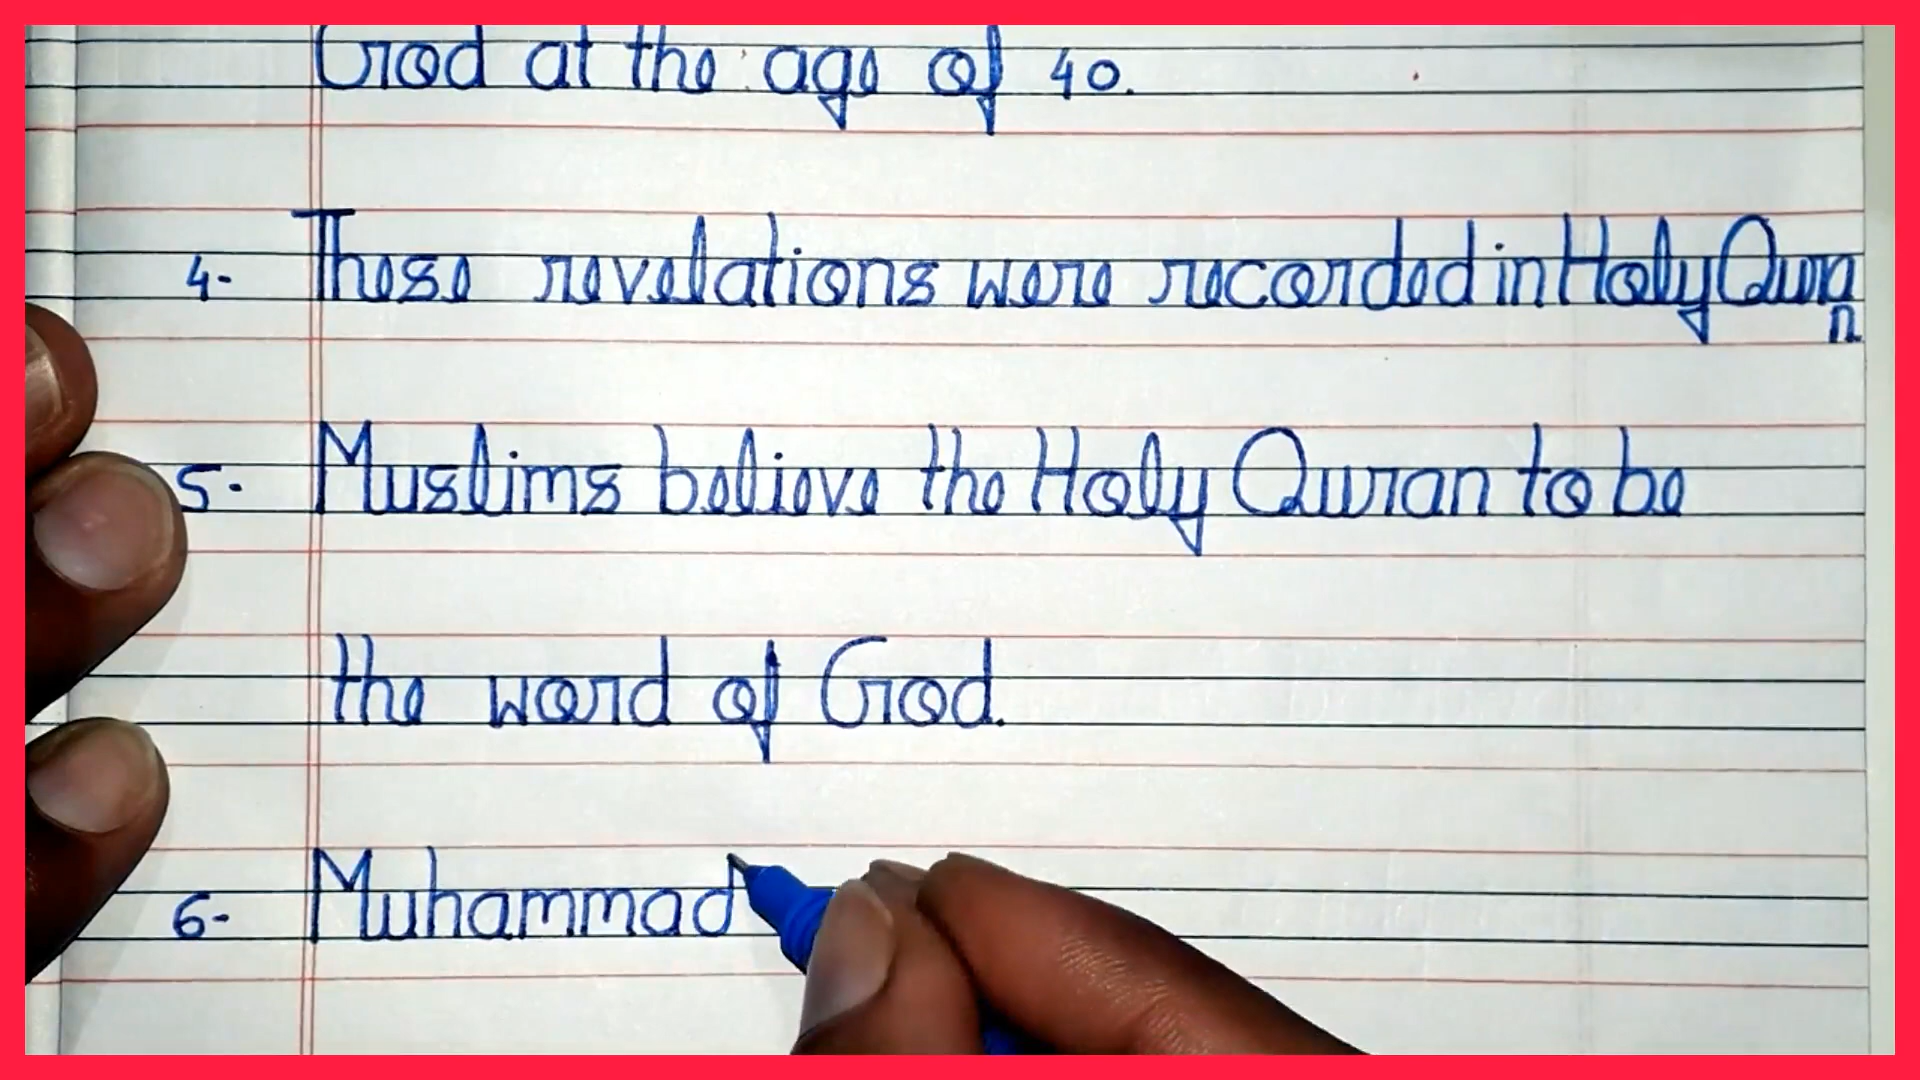 God at the age of 40.
4- These revelations were recorded in Holy Quran
5- Muslims believe the Holy Quran to be
the word of God.
6- Muhammad